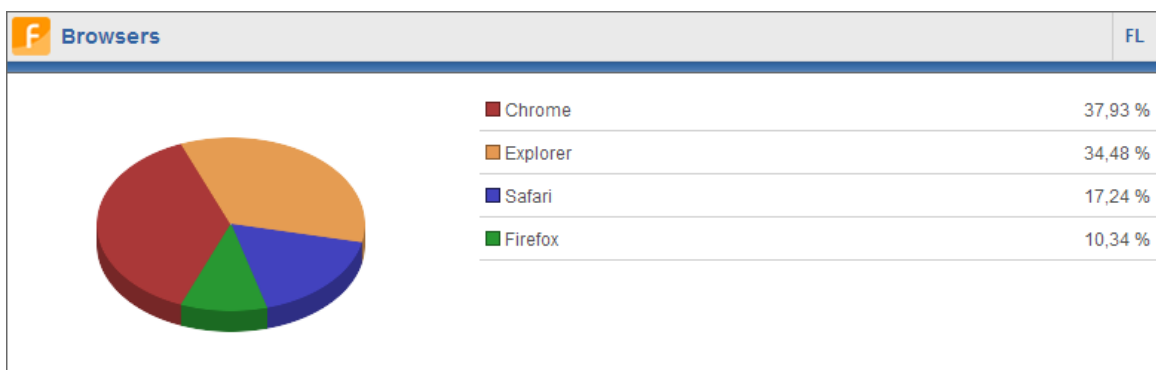 F Browsers FL
Chrome 37,93 %
Explorer 34,48 %
Safari 17,24 %
Firefox 10,34 %